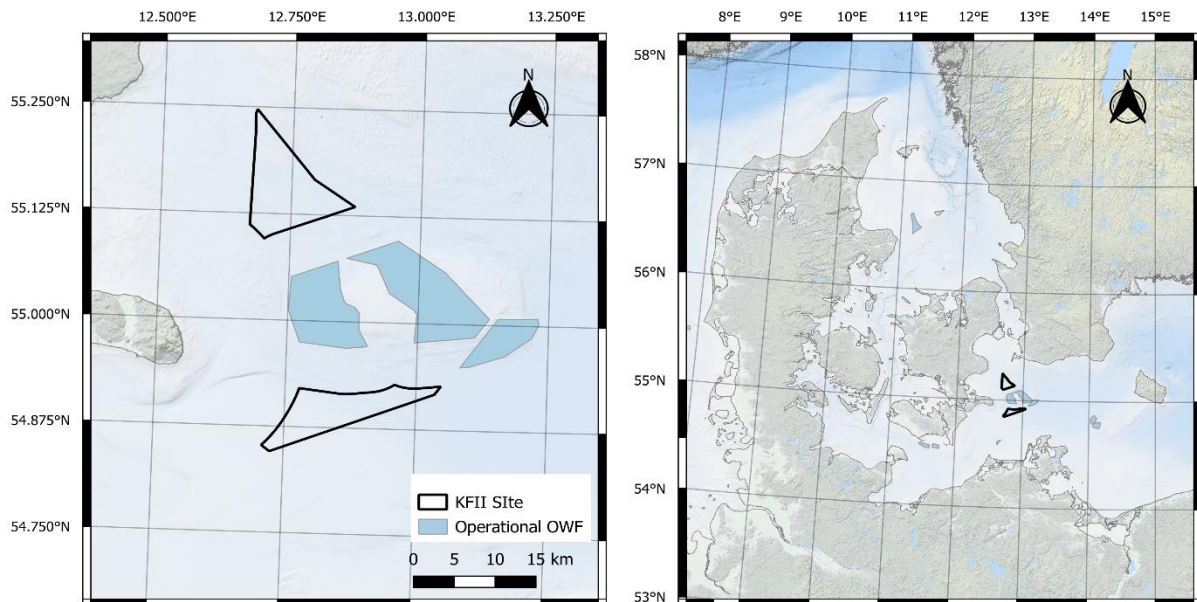 12.500°E 12.750°E 13.000°E 13.250°E
55.250°N
55.125°N
55.000°N
54.875°N
54.750°N
N
KFII SIte
Operational OWF
0 5 10 15 km
8°E 9°E 10°E 11°E 12°E 13°E 14°E 15°E
58°N
57°N
56°N
55°N
54°N
53°N
N